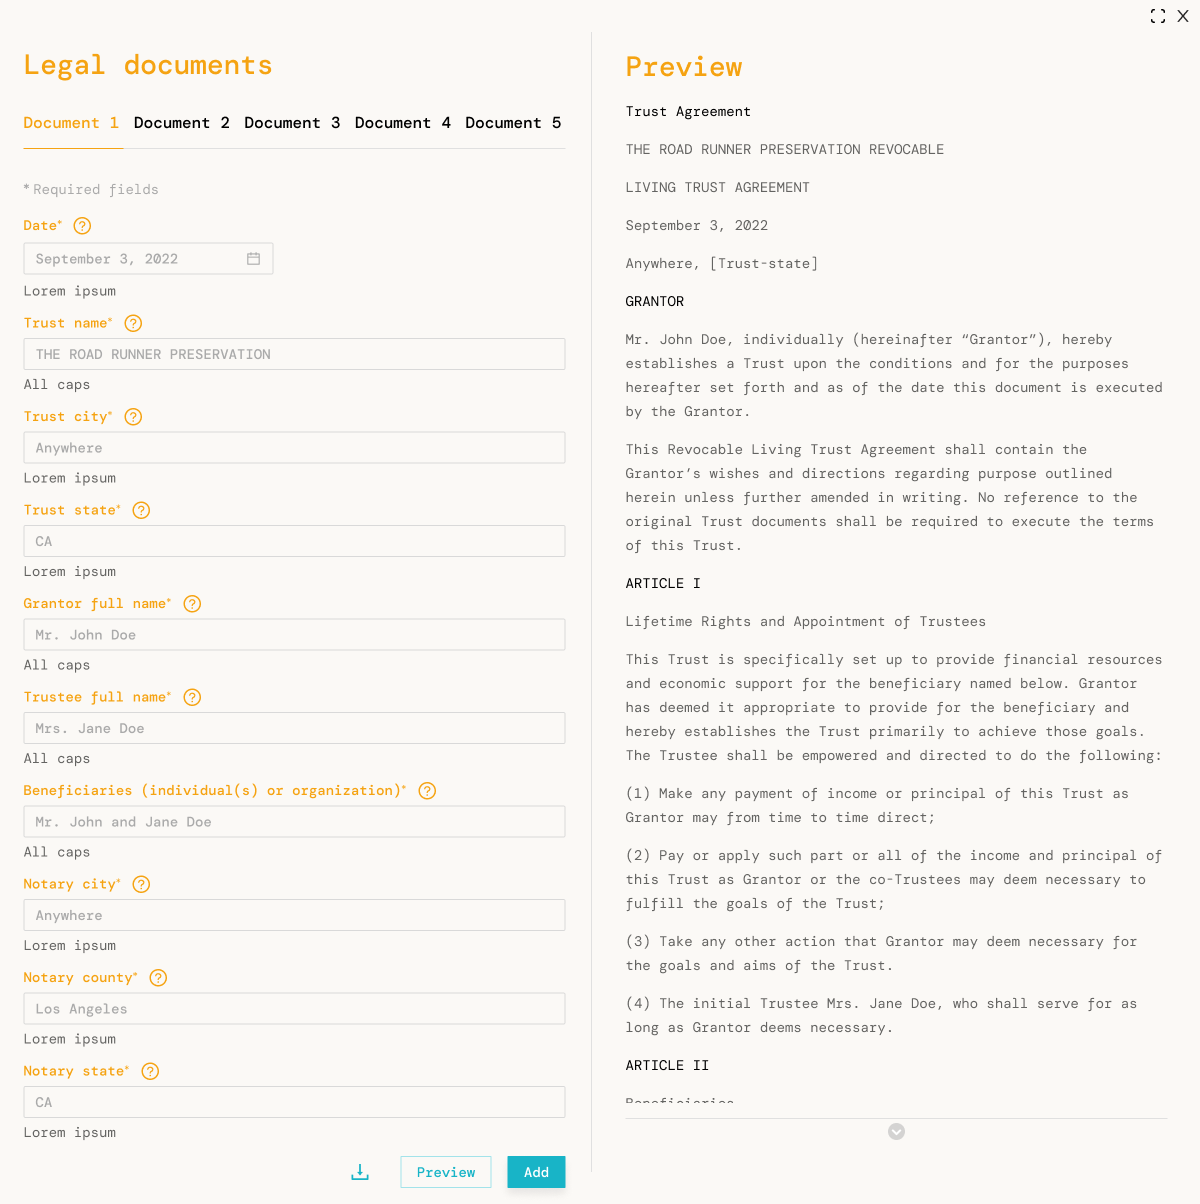 Legal documents
Document 1 Document 2 Document 3 Document 4 Document 5
* Required fields
Date*
September 3, 2022
Lorem ipsum
Trust name*
THE ROAD RUNNER PRESERVATION
All caps
Trust city*
Anywhere
Lorem ipsum
Trust state*
CA
Lorem ipsum
Grantor full name*
Mr. John Doe
All caps
Trustee full name*
Mrs. Jane Doe
All caps
Beneficiaries (individual(s) or organization)*
Mr. John and Jane Doe
All caps
Notary city*
Anywhere
Lorem ipsum
Notary county*
Los Angeles
Lorem ipsum
Notary state*
CA
Lorem ipsum
Preview
Add
Preview
Trust Agreement
THE ROAD RUNNER PRESERVATION REVOCABLE
LIVING TRUST AGREEMENT
September 3, 2022
Anywhere, [Trust-state]
GRANTOR
Mr. John Doe, individually (hereinafter “Grantor”), hereby
establishes a Trust upon the conditions and for the purposes
hereafter set forth and as of the date this document is executed
by the Grantor.
This Revocable Living Trust Agreement shall contain the
Grantor’s wishes and directions regarding purpose outlined
herein unless further amended in writing. No reference to the
original Trust documents shall be required to execute the terms
of this Trust.
ARTICLE I
Lifetime Rights and Appointment of Trustees
This Trust is specifically set up to provide financial resources
and economic support for the beneficiary named below. Grantor
has deemed it appropriate to provide for the beneficiary and
hereby establishes the Trust primarily to achieve those goals.
The Trustee shall be empowered and directed to do the following:
(1) Make any payment of income or principal of this Trust as
Grantor may from time to time direct;
(2) Pay or apply such part or all of the income and principal of
this Trust as Grantor or the co-Trustees may deem necessary to
fulfill the goals of the Trust;
(3) Take any other action that Grantor may deem necessary for
the goals and aims of the Trust.
(4) The initial Trustee Mrs. Jane Doe, who shall serve for as
long as Grantor deems necessary.
ARTICLE II
Beneficiaries